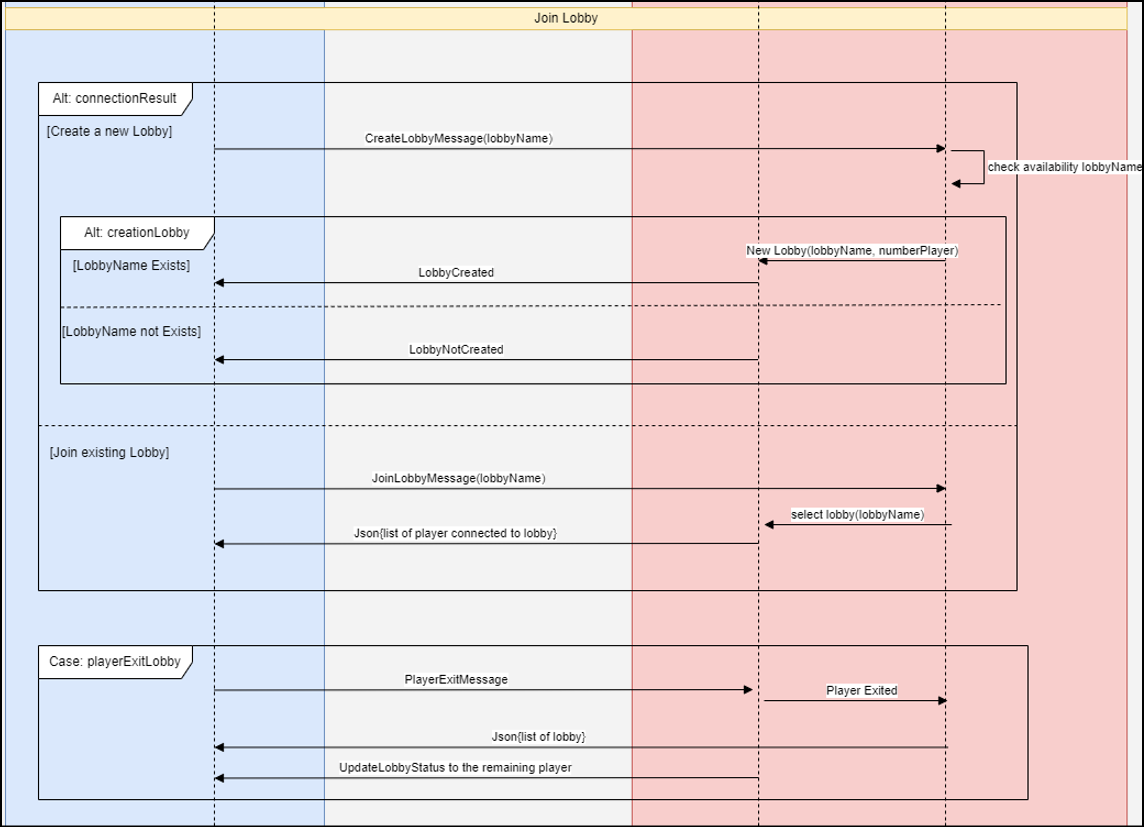 Join Lobby
Alt: connectionResult
[Create a new Lobby]
CreateLobbyMessage(lobbyName)
check availability lobbyName
Alt: creationLobby
New Lobby(lobbyName, numberPlayer)
[LobbyName Exists]
LobbyCreated
[LobbyName not Exists]
LobbyNotCreated
[Join existing Lobby]
JoinLobbyMessage(lobbyName)
select lobby(lobbyName)
Json{list of player connected to lobby}
Case: playerExitLobby
PlayerExitMessage
Player Exited
Json{list of lobby}
UpdateLobbyStatus to the remaining player